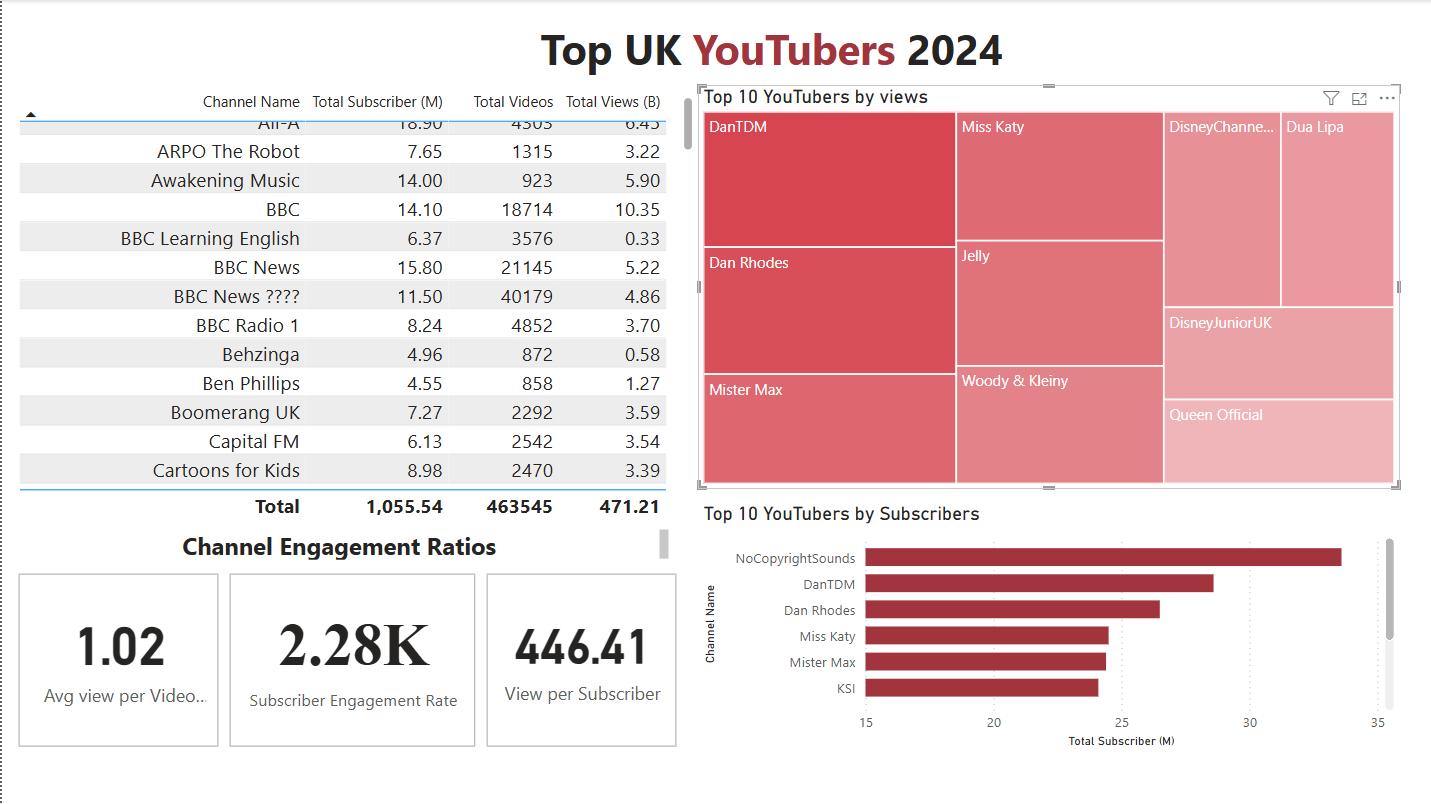 Top UK YouTubers 2024
Channel Name Total Subscriber (M) Total Videos Total Views (B)
Ali-A 18.90 4303 6.45
ARPO The Robot 7.65 1315 3.22
Awakening Music 14.00 923 5.90
BBC 14.10 18714 10.35
BBC Learning English 6.37 3576 0.33
BBC News 15.80 21145 5.22
BBC News ???? 11.50 40179 4.86
BBC Radio 1 8.24 4852 3.70
Behzinga 4.96 872 0.58
Ben Phillips 4.55 858 1.27
Boomerang UK 7.27 2292 3.59
Capital FM 6.13 2542 3.54
Cartoons for Kids 8.98 2470 3.39
Total 1,055.54 463545 471.21
Channel Engagement Ratios
1.02
Avg view per Video...
2.28K
Subscriber Engagement Rate
446.41
View per Subscriber
Top 10 YouTubers by views
DanTDM
Dan Rhodes
Mister Max
Miss Katy
Jelly
Woody & Kleiny
DisneyChanne...
Dua Lipa
DisneyJuniorUK
Queen Official
Top 10 YouTubers by Subscribers
Channel Name
NoCopyrightSounds
DanTDM
Dan Rhodes
Miss Katy
Mister Max
KSI
15 20 25 30 35
Total Subscriber (M)